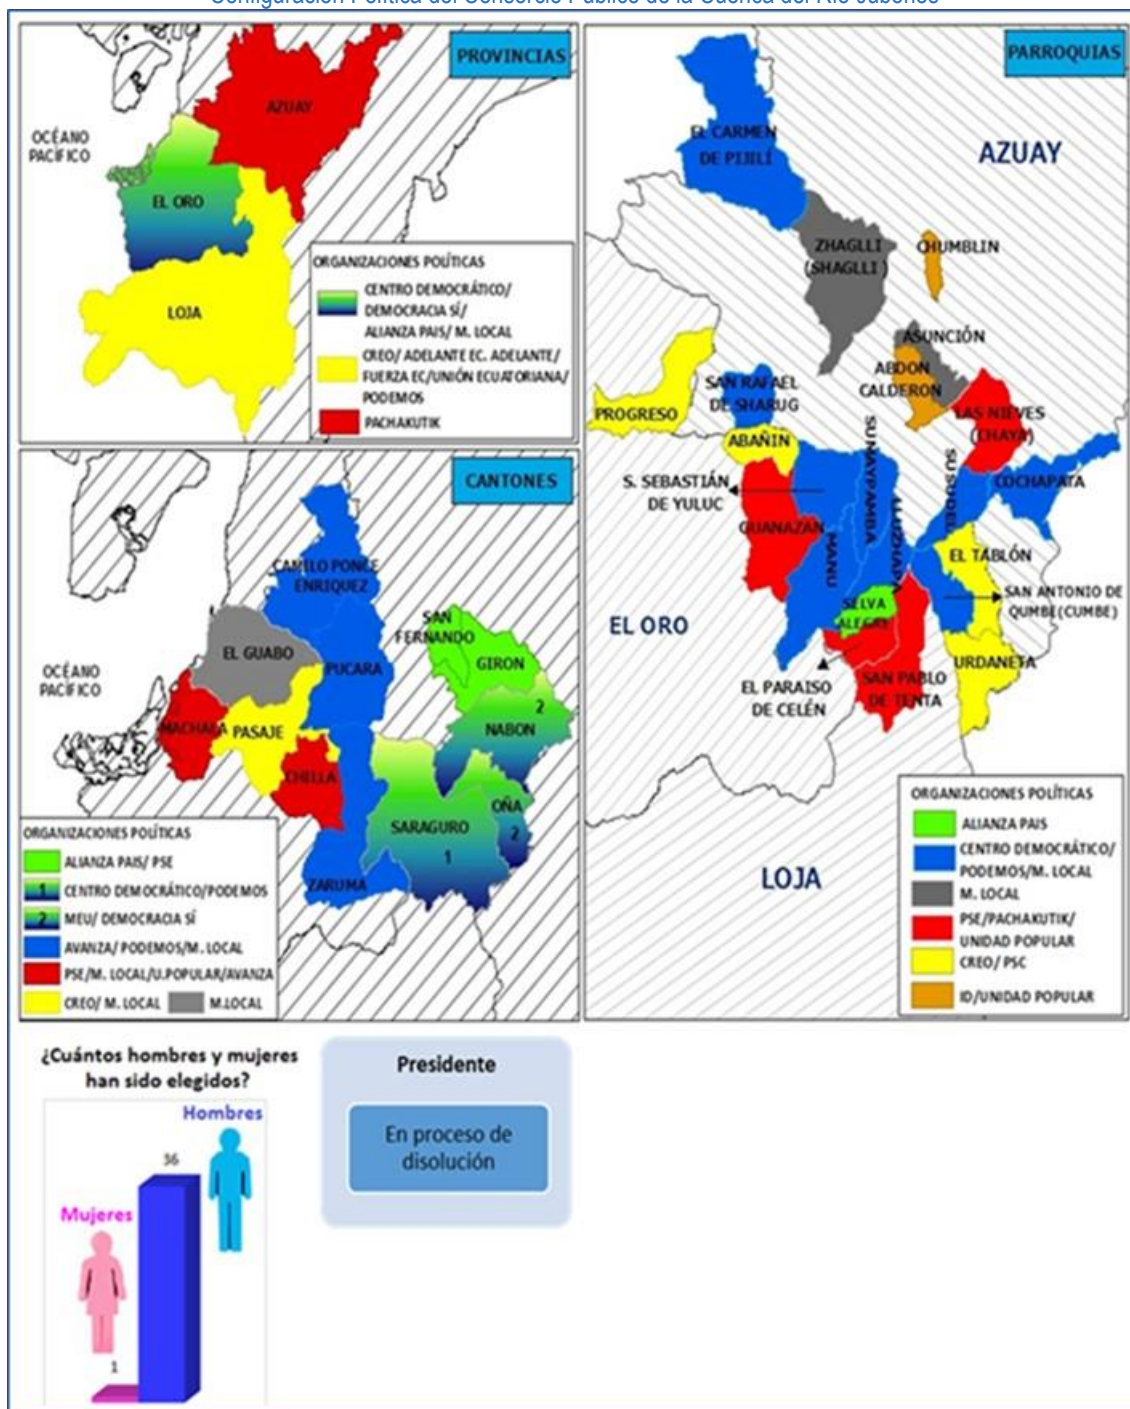 Configuración Política del Consorcio Público de la Cuenca del Río Jubones
PROVINCIAS
AZUAY
OCÉANO
PACÍFICO
EL ORO
LOJA
ORGANIZACIONES POLÍTICAS
CENTRO DEMOCRÁTICO/
DEMOCRACIA SÍ/
ALIANZA PAIS/ M. LOCAL
CREO/ ADELANTE EC. ADELANTE/
FUERZA EC/UNIÓN ECUATORIANA/
PODEMOS
PACHAKUTIK
CANTONES
CAMILO PONCE
ENRIQUEZ
SAN
FERNANDO
GIRON
EL GUABO
PUCARA
OCÉANO
PACÍFICO
2
NABON
MACHALA
PASAJE
CHILLA
OÑA
2
SARAGURO
1
ZARUMA
ORGANIZACIONES POLÍTICAS
ALIANZA PAIS/ PSE
1 CENTRO DEMOCRÁTICO/PODEMOS
2 MEU/ DEMOCRACIA SÍ
AVANZA/ PODEMOS/M. LOCAL
PSE/M. LOCAL/U.POPULAR/AVANZA
CREO/ M. LOCAL M.LOCAL
PARROQUIAS
EL CARMEN
DE PIJILÍ
AZUAY
ZHAGLLI
(SHAGLLI )
CHUMBLIN
ASUNCIÓN
ABDON
CALDERON
SAN RAFAEL
DE SHARUG
PROGRESO
LAS NIEVES
(CHAYA)
ABAÑIN
SUMAYPAMBA
S. SEBASTIÁN
DE YULUC
SUSUDEL
COCHAPATA
GUANAZAN
MANU
LLUZHAPA
EL TABLÓN
SAN ANTONIO DE
QUMBE(CUMBE)
SELVA
ALEGRE
EL ORO
URDANETA
EL PARAISO
DE CELÉN
SAN PABLO
DE TENTA
LOJA
ORGANIZACIONES POLÍTICAS
ALIANZA PAIS
CENTRO DEMOCRÁTICO/
PODEMOS/M. LOCAL
M. LOCAL
PSE/PACHAKUTIK/
UNIDAD POPULAR
CREO/ PSC
ID/UNIDAD POPULAR
¿Cuántos hombres y mujeres
han sido elegidos?
Hombres
36
Mujeres
1
Presidente
En proceso de
disolución